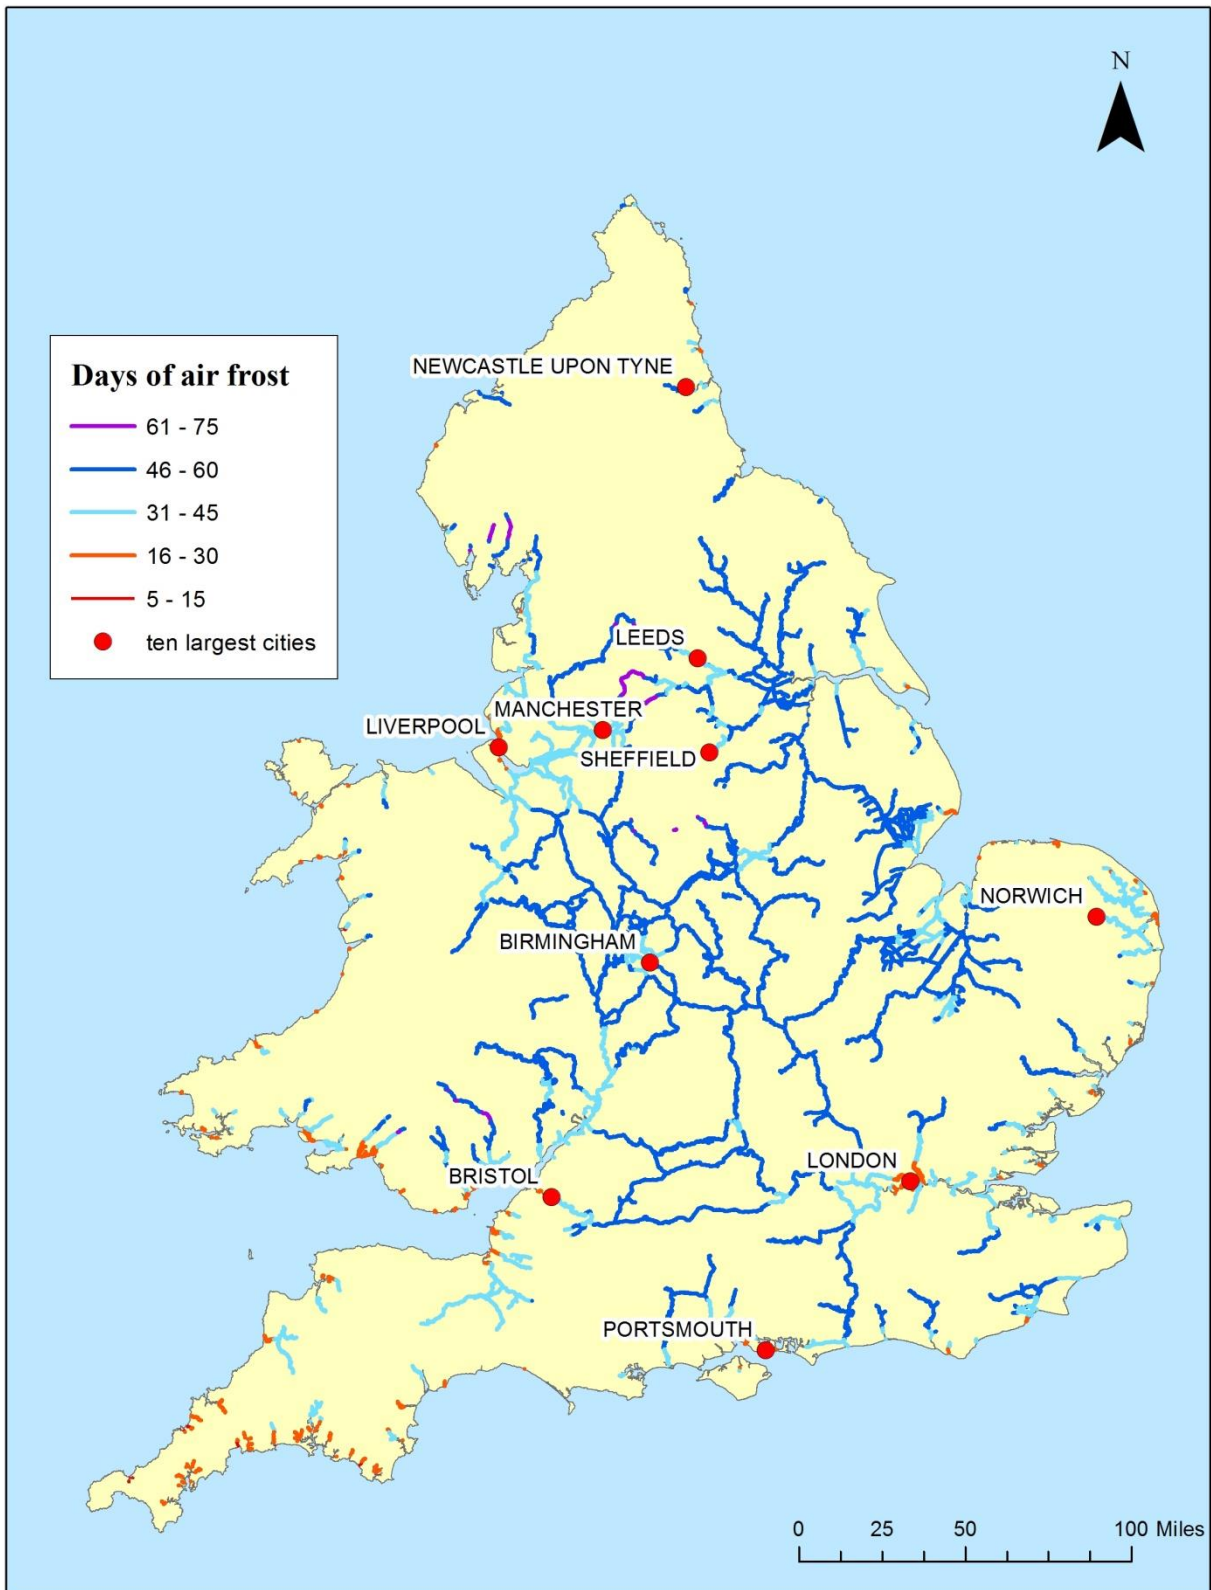 N
NEWCASTLE UPON TYNE
Days of air frost
61 - 75
46 - 60
31 - 45
16 - 30
5 - 15
ten largest cities
LEEDS
MANCHESTER
LIVERPOOL
SHEFFIELD
NORWICH
BIRMINGHAM
LONDON
BRISTOL
PORTSMOUTH
0 25 50 100 Miles